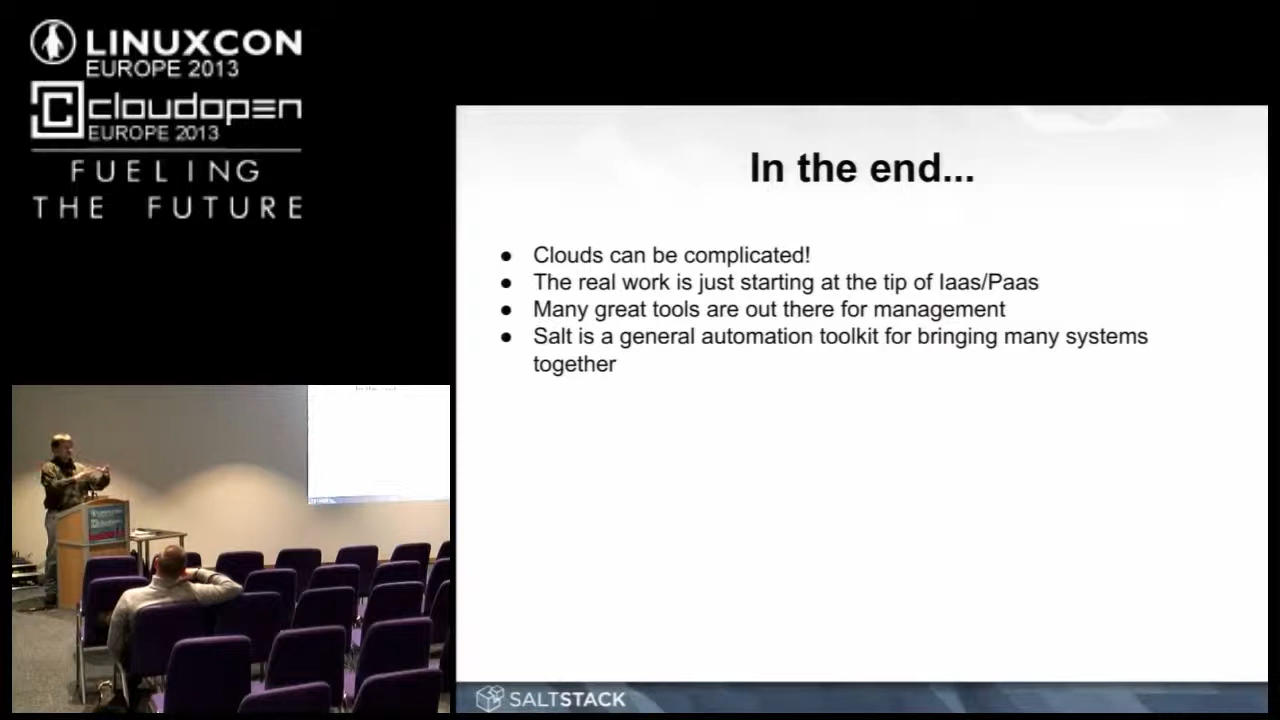 LINUXCON
EUROPE 2013
cloudopen
EUROPE 2013
FUELING
THE FUTURE
In the end...
● Clouds can be complicated!
● The real work is just starting at the tip of Iaas/Paas
● Many great tools are out there for management
● Salt is a general automation toolkit for bringing many systems
together
SALTSTACK